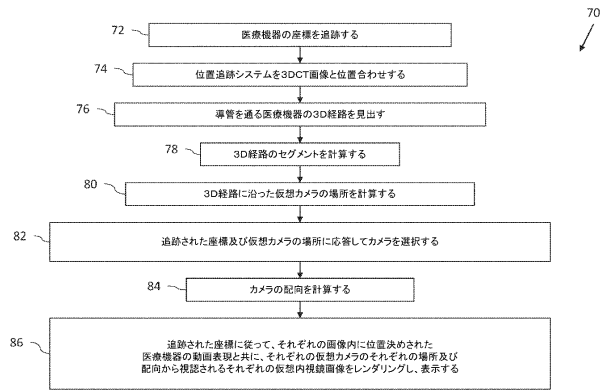 70
72
医療機器の座標を追跡する
74
位置追跡システムを3DCT画像と位置合わせする
76
導管を通る医療機器の3D経路を見出す
78
3D経路のセグメントを計算する
80
3D経路に沿った仮想カメラの場所を計算する
82
追跡された座標及び仮想カメラの場所に応答してカメラを選択する
84
カメラの配向を計算する
86
追跡された座標に従って、それぞれの画像内に位置決めされた
医療機器の動画表現と共に、それぞれの仮想カメラのそれぞれの場所及び
配向から視認されるそれぞれの仮想内視鏡画像をレンダリングし、表示する